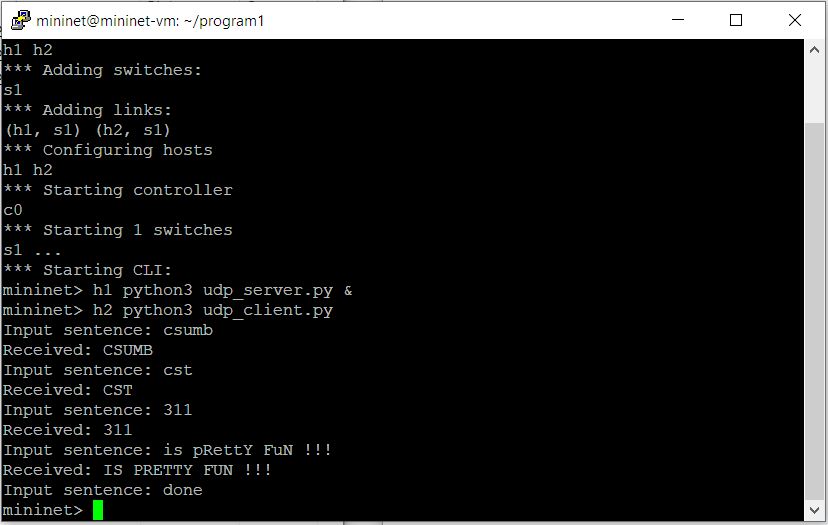 mininet@mininet-vm: ~/program1
h1 h2
*** Adding switches:
s1
*** Adding links:
(h1, s1) (h2, s1)
*** Configuring hosts
h1 h2
*** Starting controller
c0
*** Starting 1 switches
s1 ...
*** Starting CLI:
mininet> h1 python3 udp_server.py &
mininet> h2 python3 udp_client.py
Input sentence: csumb
Received: CSUMB
Input sentence: cst
Received: CST
Input sentence: 311
Received: 311
Input sentence: is pRettY FuN !!!
Received: IS PRETTY FUN !!!
Input sentence: done
mininet>